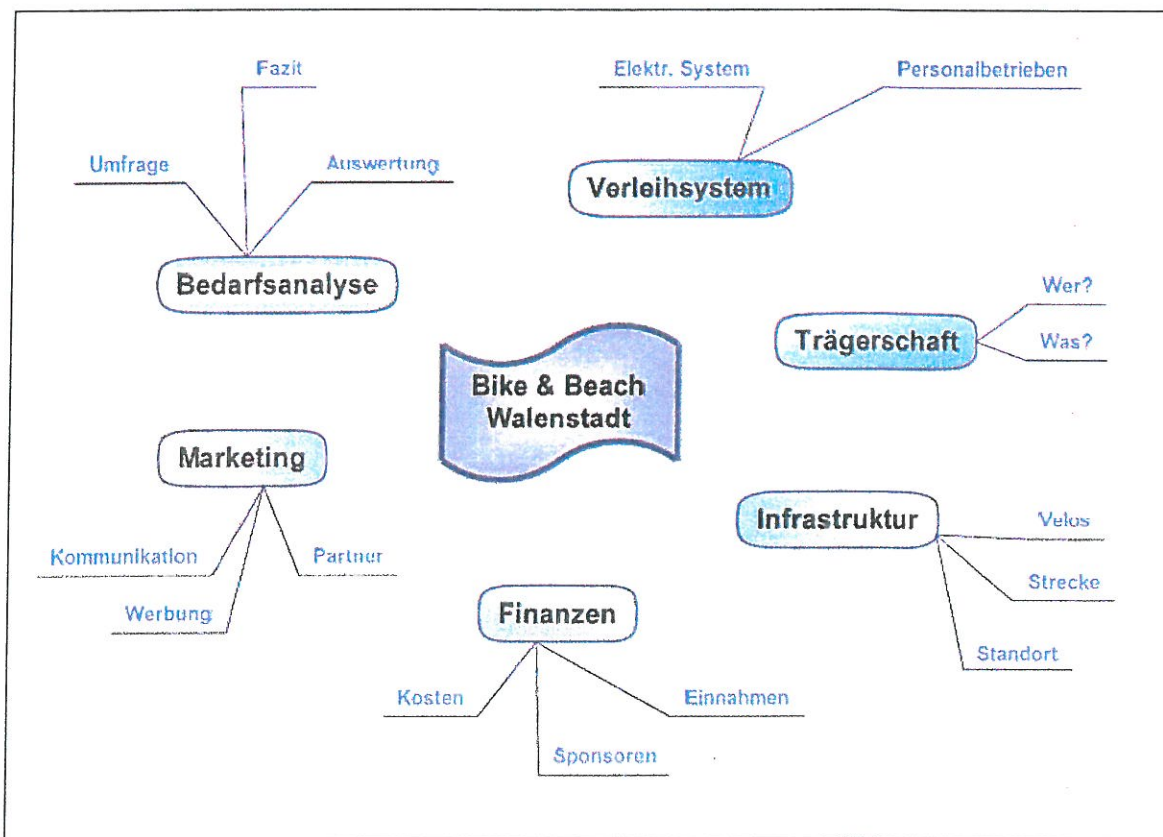 Fazit
Elektr. System
Personalbetrieben
Umfrage
Auswertung
Verleihsystem
Bedarfsanalyse
Wer?
Trägerschaft
Was?
Bike & Beach
Walenstadt
Marketing
Infrastruktur
Velos
Kommunikation
Partner
Strecke
Werbung
Finanzen
Standort
Kosten
Einnahmen
Sponsoren